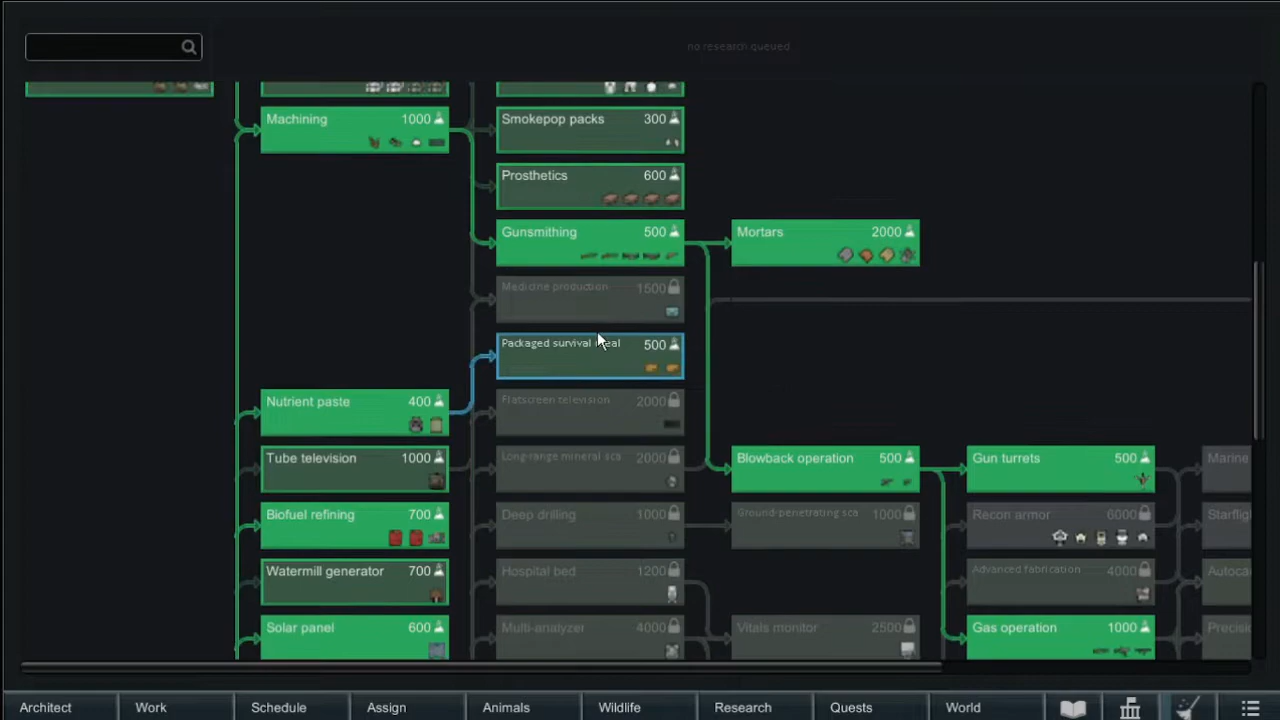 no research queued
Machining 1000
Smokepop packs 300
Prosthetics 600
Gunsmithing 500
Mortars 2000
Medicine production 1500
Packaged survival meal 500
Nutrient paste 400
Flatscreen television 2000
Tube television 1000
Long-range mineral sca 2000
Blowback operation 500
Gun turrets 500
Marine
Biofuel refining 700
Deep drilling 1000
Ground-penetrating sca 1000
Recon armor 6000
Starfligh
Watermill generator 700
Hospital bed 1200
Advanced fabrication 4000
Autoca
Solar panel 600
Multi-analyzer 4000
Vitals monitor 2500
Gas operation 1000
Precisio
Architect Work Schedule Assign Animals Wildlife Research Quests World